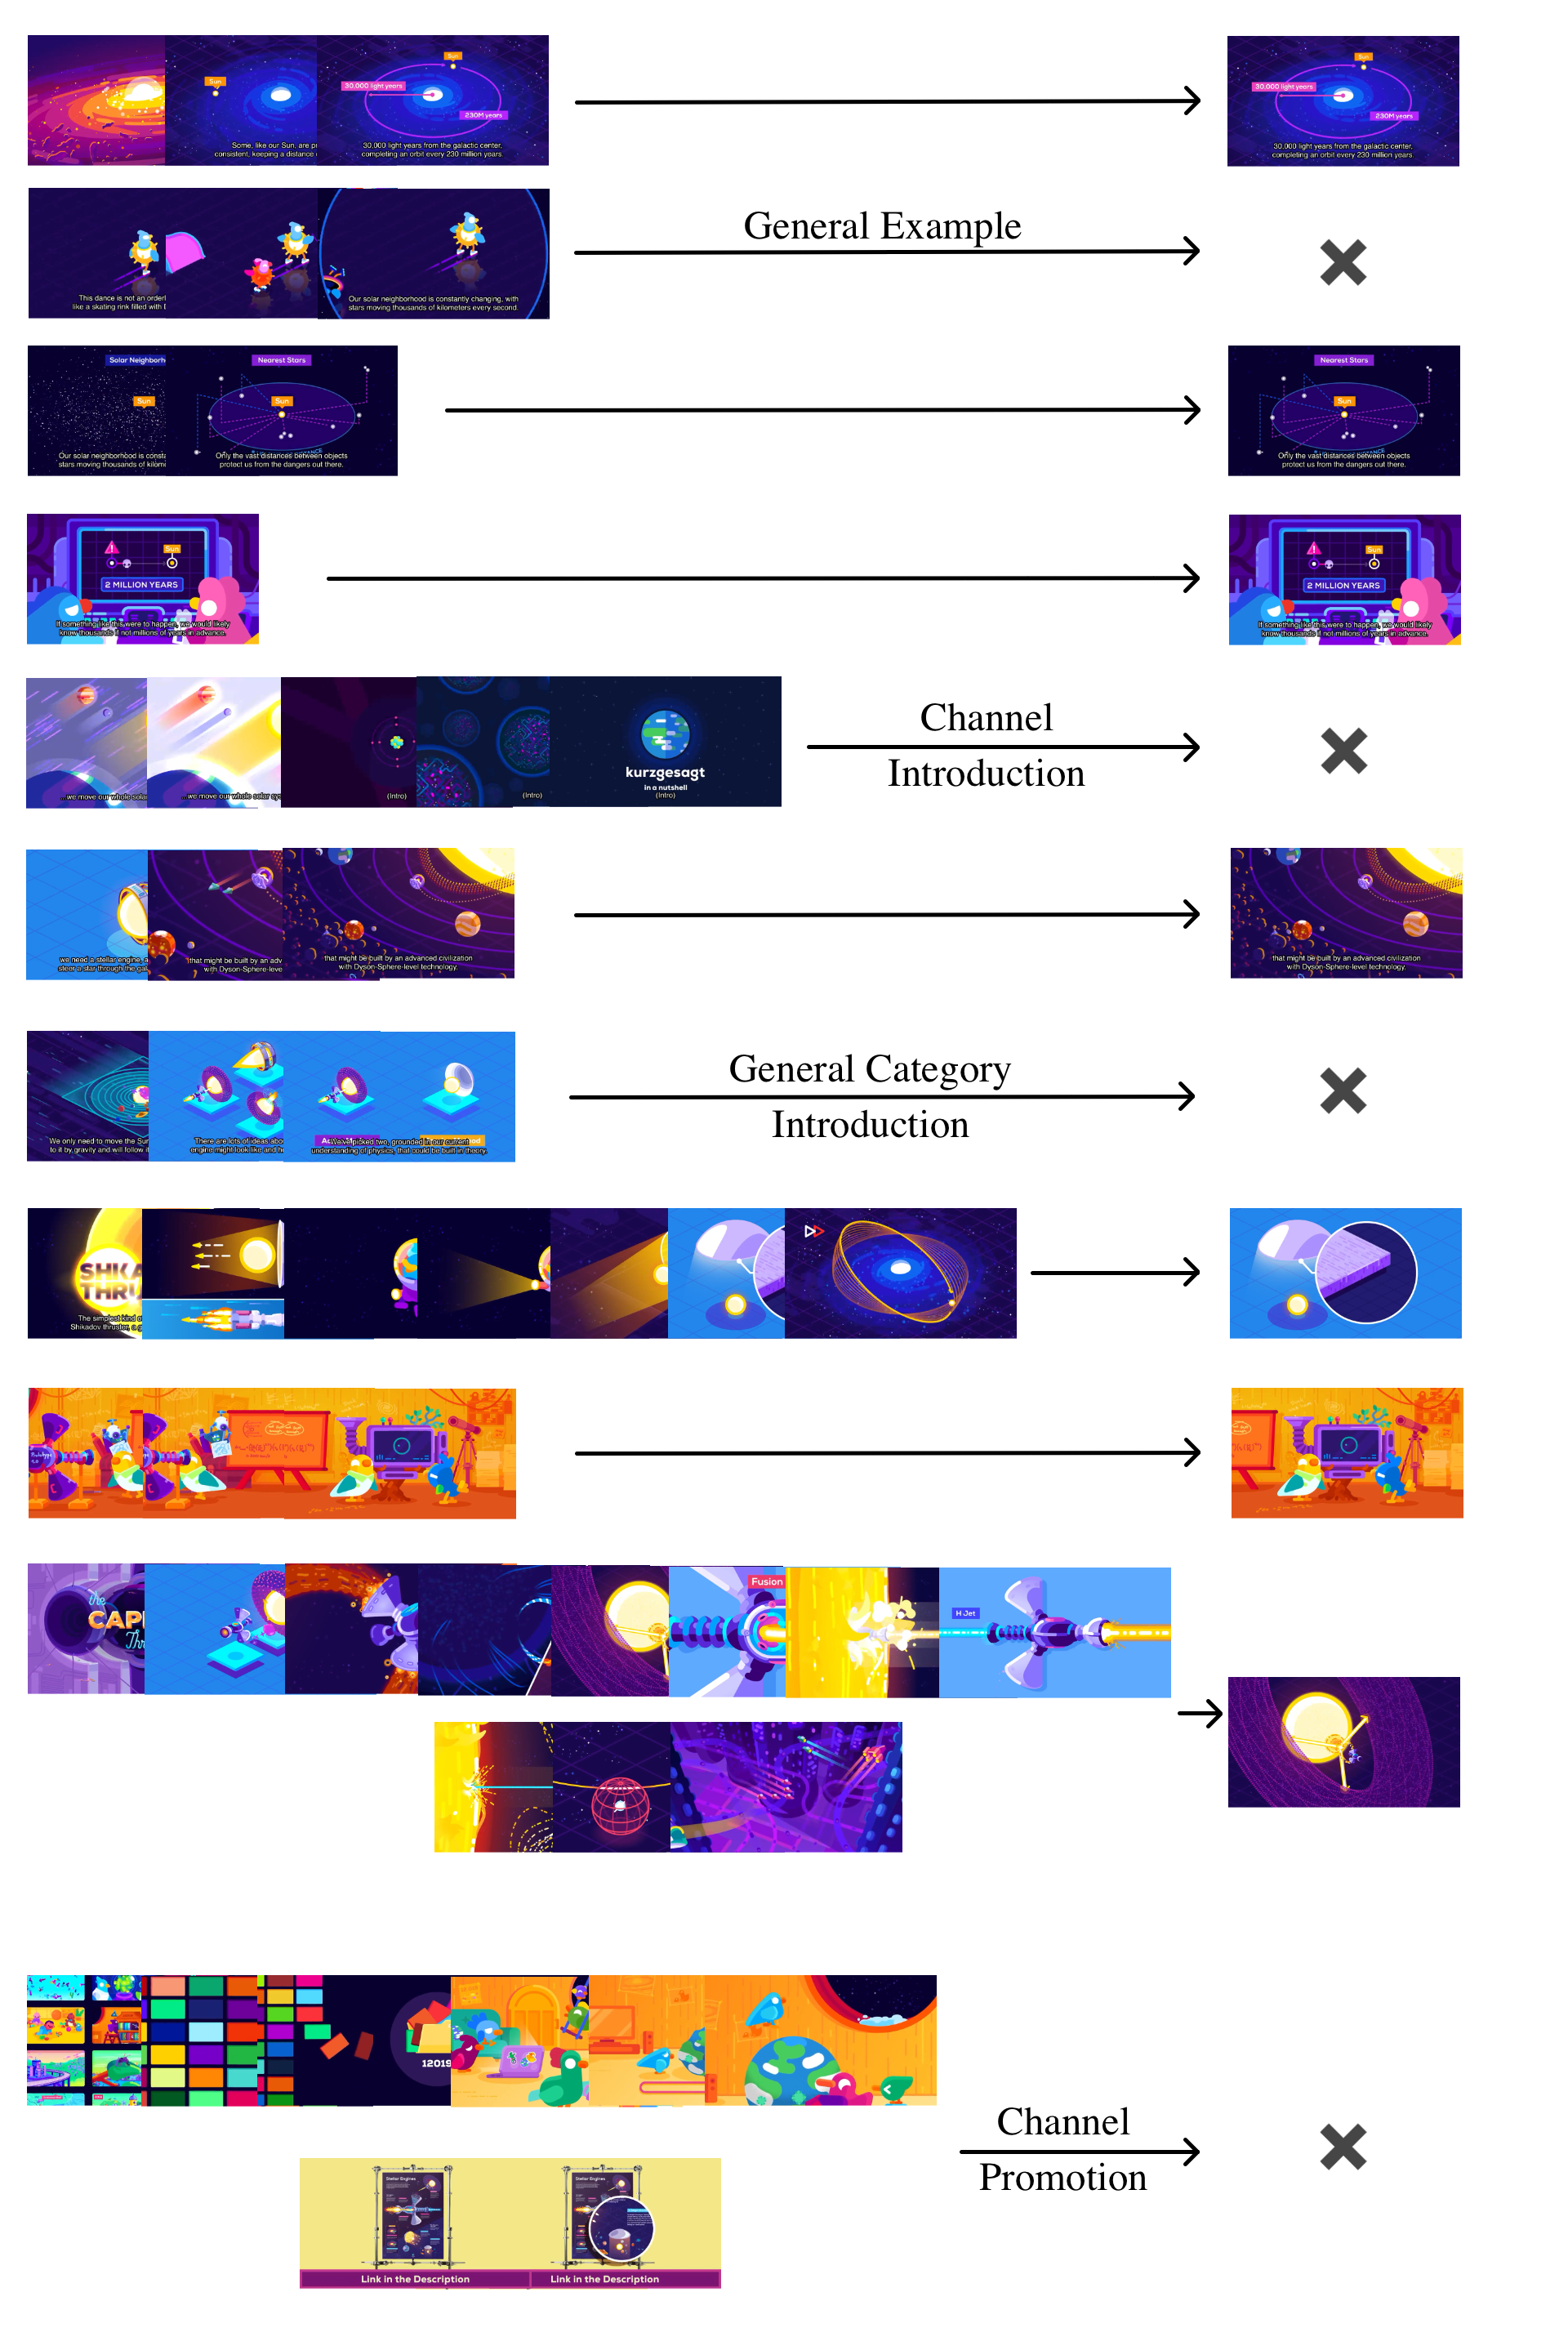 Sun
Some, like our Sun, are
consistent, keeping a distance
Sun
30.000 light years
230M years
30.000 light years from the galactic center,
completing an orbit every 230 million years.
Sun
30.000 light years
230M years
30.000 light years from the galactic center,
completing an orbit every 230 million years.
This dance is not an
like a skating rink filled with
Our solar neighborhood is constantly changing, with
stars moving thousands of kilometers every second.
General Example
Solar
Sun
Our solar neighborhood is
stars moving thousands of
Nearest Stars
Sun
Only the vast distances between objects
protect us from the dangers out there.
Nearest Stars
Sun
Only the vast distances between objects
protect us from the dangers out there.
Sun
2 MILLION YEARS
If something like this were to happen, we would likely
know thousands if not millions of years in advance.
Sun
2 MILLION YEARS
If something like this were to happen, we would likely
know thousands if not millions of years in advance.
...we move our whole
...we move our whole solar
(Intro)
(Intro)
kurzgesagt
in a nutshell
(Intro)
Channel
Introduction
we need a stellar engine,
steer a star through the
that might be built by an
with Dyson-Sphere-level
that might be built by an advanced civilization
with Dyson-Sphere-level technology.
that might be built by an advanced civilization
with Dyson-Sphere-level technology.
We only need to move the
to it by gravity and will follow
There are lots of ideas
engine might look like and
We've picked two, grounded in our current
understanding of physics, that could be built in theory.
General Category
Introduction
SHKA
THRU
The simplest kind
Shkadov thruster,
the
CAP
Thr
Fusion
H Jet
12019
Channel
Promotion
Stellar Engines
Stellar Engines
Link in the Description
Link in the Description